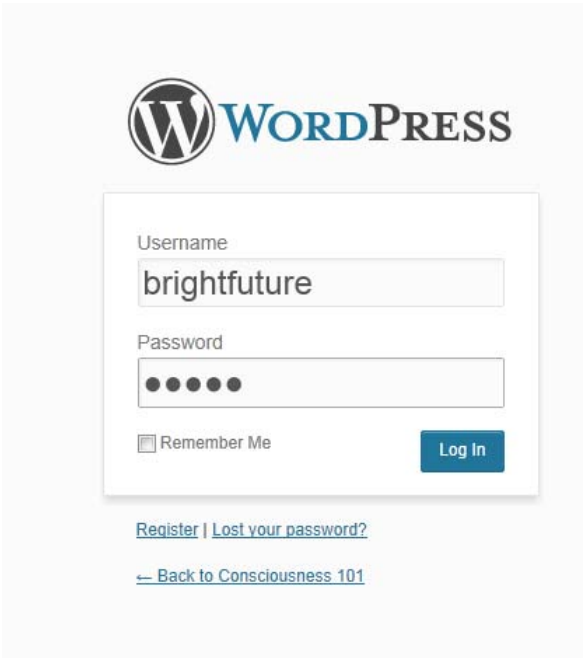 WORDPRESS
Username
brightfuture
Password
●●●●●
Remember Me
Log In
Register | Lost your password?
← Back to Consciousness 101